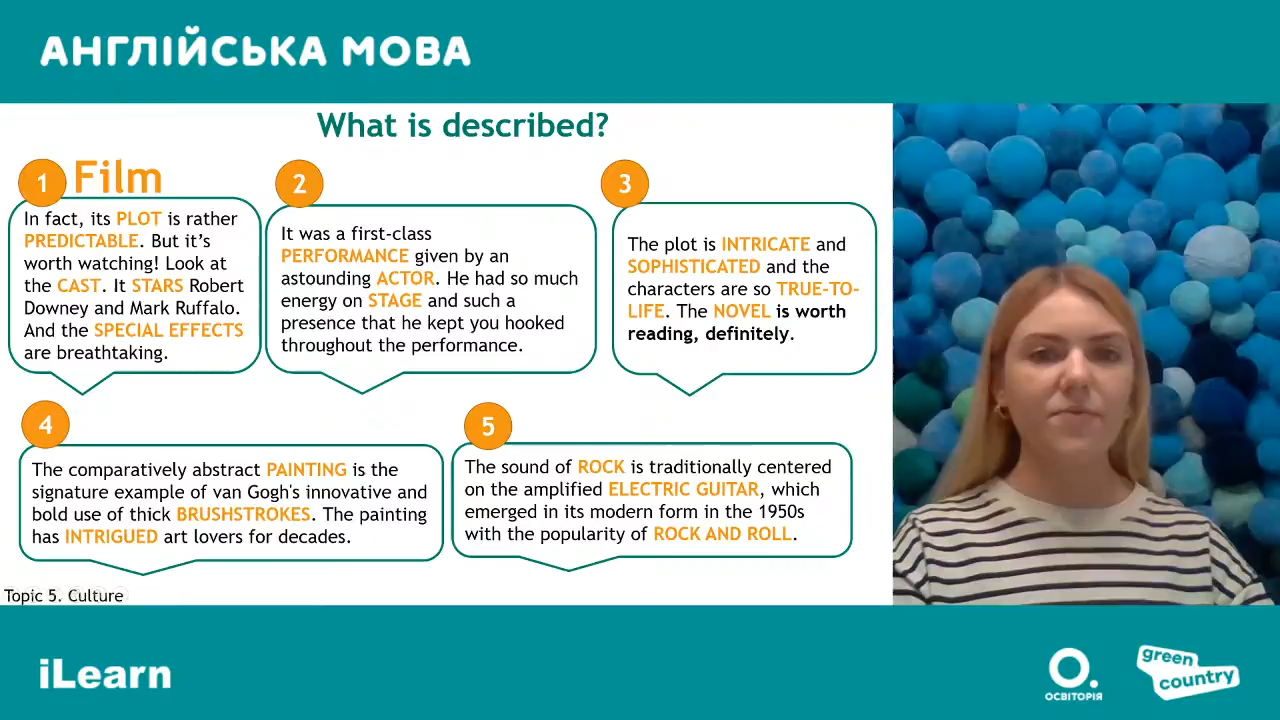 АНГЛІЙСЬКА МОВА
What is described?
1
Film
In fact, its PLOT is rather
PREDICTABLE. But it’s
worth watching! Look at
the CAST. It STARS Robert
Downey and Mark Ruffalo.
And the SPECIAL EFFECTS
are breathtaking.
2
It was a first-class
PERFORMANCE given by an
astounding ACTOR. He had so much
energy on STAGE and such a
presence that he kept you hooked
throughout the performance.
3
The plot is INTRICATE and
SOPHISTICATED and the
characters are so TRUE-TO-
LIFE. The NOVEL is worth
reading, definitely.
4
The comparatively abstract PAINTING is the
signature example of van Gogh's innovative and
bold use of thick BRUSHSTROKES. The painting
has INTRIGUED art lovers for decades.
5
The sound of ROCK is traditionally centered
on the amplified ELECTRIC GUITAR, which
emerged in its modern form in the 1950s
with the popularity of ROCK AND ROLL.
Topic 5. Culture
iLearn
О.
ОСВІТОРІЯ
green
country